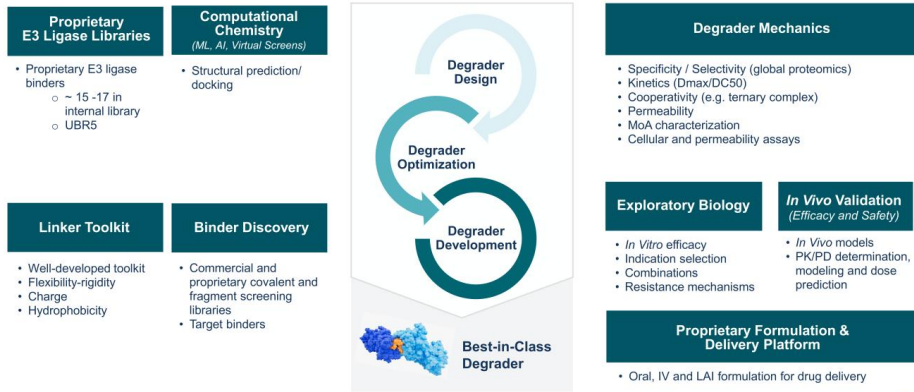 Proprietary
E3 Ligase Libraries
• Proprietary E3 ligase
binders
o ~ 15 -17 in
internal library
o UBR5
Computational
Chemistry
(ML, AI, Virtual Screens)
• Structural prediction/
docking
Linker Toolkit
• Well-developed toolkit
• Flexibility-rigidity
• Charge
• Hydrophobicity
Binder Discovery
• Commercial and
proprietary covalent and
fragment screening
libraries
• Target binders
Degrader
Design
Degrader
Optimization
Degrader
Development
Best-in-Class
Degrader
Degrader Mechanics
• Specificity / Selectivity (global proteomics)
• Kinetics (Dmax/DC50)
• Cooperativity (e.g. ternary complex)
• Permeability
• MoA characterization
• Cellular and permeability assays
Exploratory Biology
• In Vitro efficacy
• Indication selection
• Combinations
• Resistance mechanisms
In Vivo Validation
(Efficacy and Safety)
• In Vivo models
• PK/PD determination,
modeling and dose
prediction
Proprietary Formulation &
Delivery Platform
• Oral, IV and LAI formulation for drug delivery